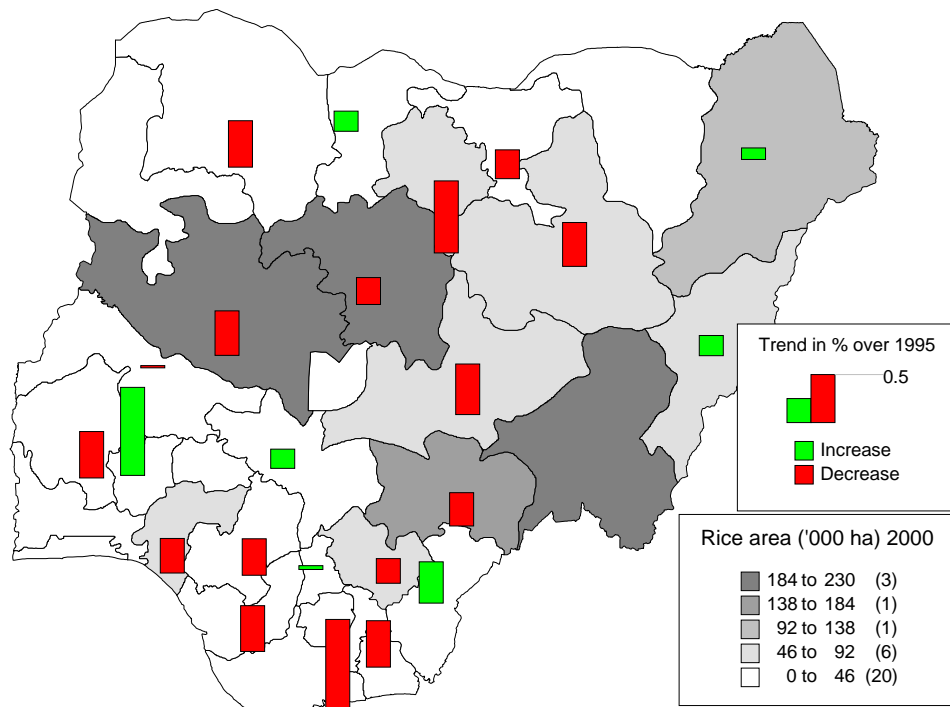 Trend in % over 1995
0.5
Increase
Decrease
Rice area ('000 ha) 2000
184 to 230 (3)
138 to 184 (1)
92 to 138 (1)
46 to 92 (6)
0 to 46 (20)